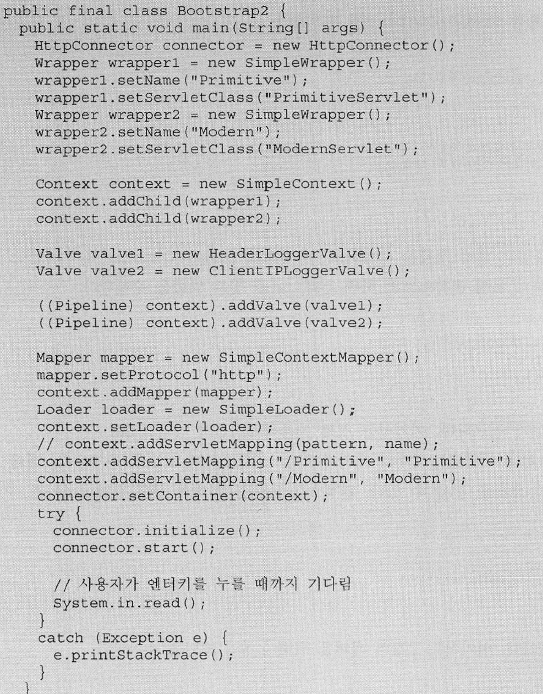 public final class Bootstrap2 {
  public static void main(String[] args) {
    HttpConnector connector = new HttpConnector();
    Wrapper wrapper1 = new SimpleWrapper();
    wrapper1.setName("Primitive");
    wrapper1.setServletClass("PrimitiveServlet");
    Wrapper wrapper2 = new SimpleWrapper();
    wrapper2.setName("Modern");
    wrapper2.setServletClass("ModernServlet");

    Context context = new SimpleContext();
    context.addChild(wrapper1);
    context.addChild(wrapper2);

    Valve valve1 = new HeaderLoggerValve();
    Valve valve2 = new ClientIPLoggerValve();

    ((Pipeline) context).addValve(valve1);
    ((Pipeline) context).addValve(valve2);

    Mapper mapper = new SimpleContextMapper();
    mapper.setProtocol("http");
    context.addMapper(mapper);
    Loader loader = new SimpleLoader();
    context.setLoader(loader);
    // context.addServletMapping(pattern, name);
    context.addServletMapping("/Primitive", "Primitive");
    context.addServletMapping("/Modern", "Modern");
    connector.setContainer(context);
    try {
      connector.initialize();
      connector.start();

      // 사용자가 엔터키를 누를 때까지 기다림
      System.in.read();
    }
    catch (Exception e) {
      e.printStackTrace();
    }
  }